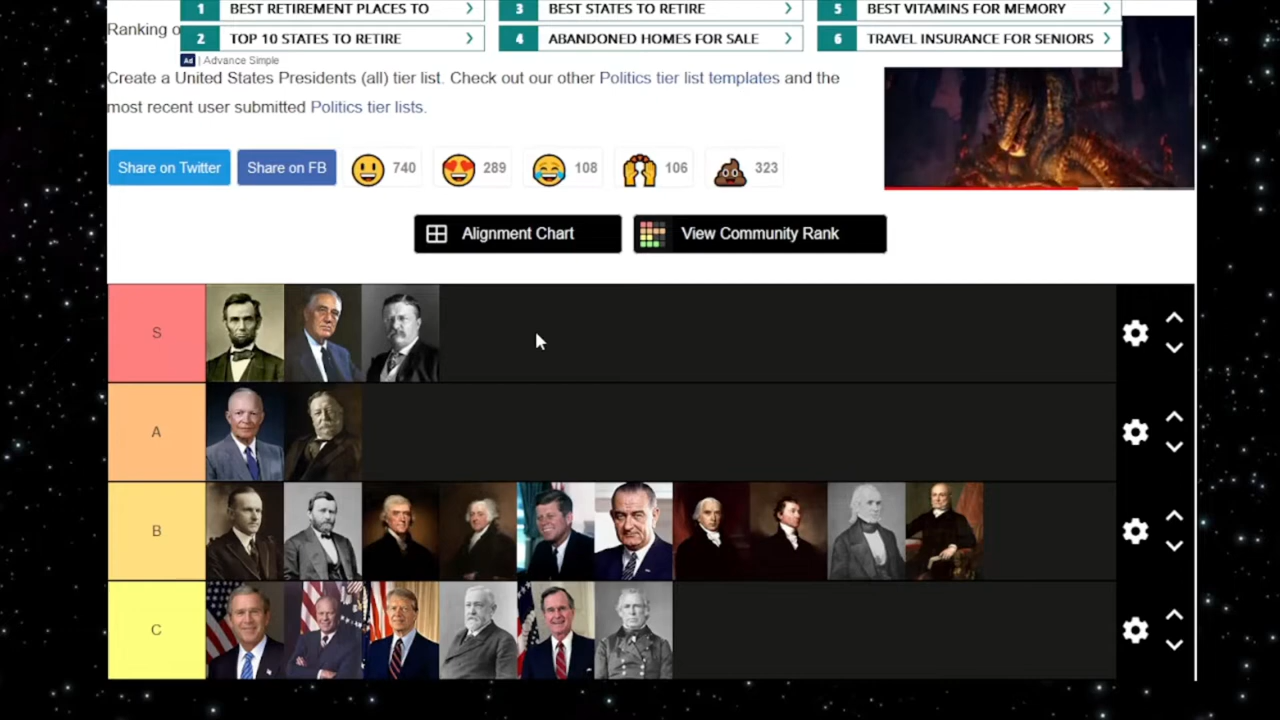 1 BEST RETIREMENT PLACES TO
3 BEST STATES TO RETIRE
5 BEST VITAMINS FOR MEMORY
Ranking o
2 TOP 10 STATES TO RETIRE
4 ABANDONED HOMES FOR SALE
6 TRAVEL INSURANCE FOR SENIORS
Ad | Advance Simple
Create a United States Presidents (all) tier list. Check out our other Politics tier list templates and the
most recent user submitted Politics tier lists.
Share on Twitter
Share on FB
740
289
108
106
323
Alignment Chart
View Community Rank
S
A
B
C